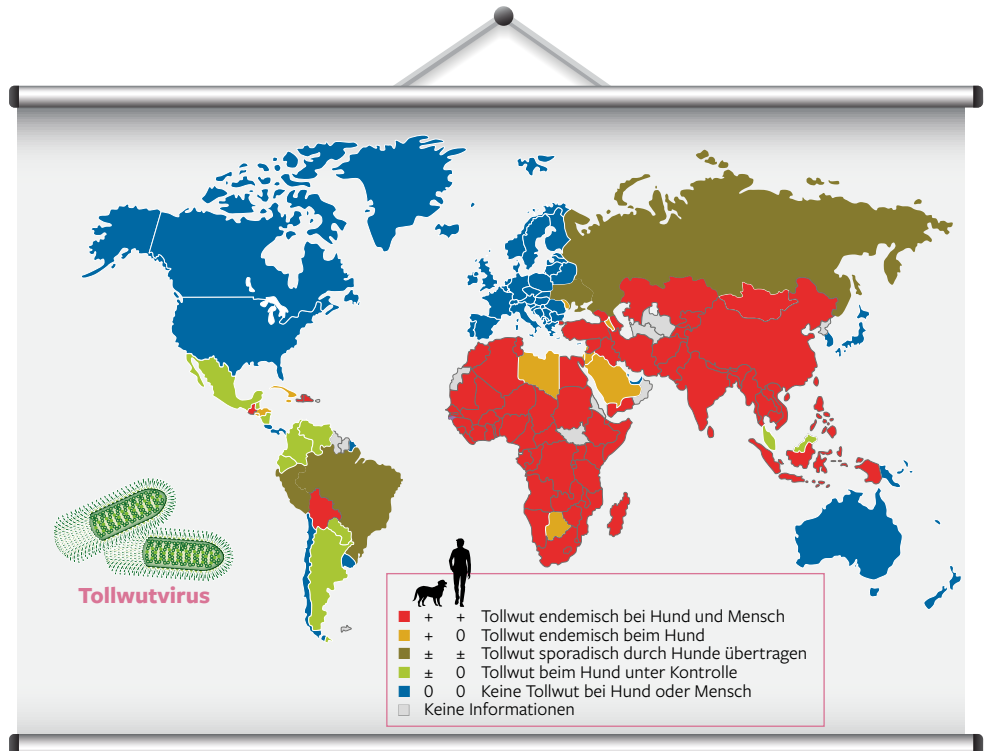 Tollwutvirus
+ + Tollwut endemisch bei Hund und Mensch
+ 0 Tollwut endemisch beim Hund
± ± Tollwut sporadisch durch Hunde übertragen
± 0 Tollwut beim Hund unter Kontrolle
0 0 Keine Tollwut bei Hund oder Mensch
Keine Informationen